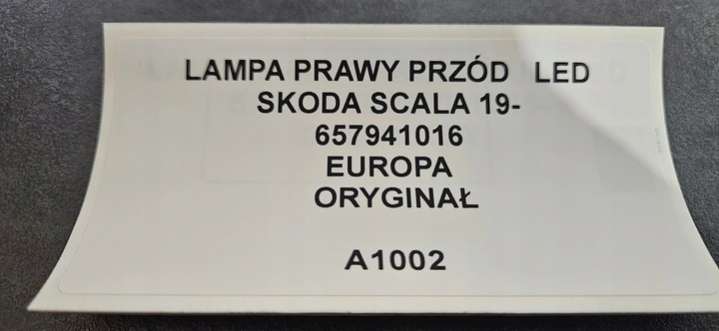 LAMPA PRAWY PRZÓD LED
SKODA SCALA 19-
657941016
EUROPA
ORYGINAŁ
A1002